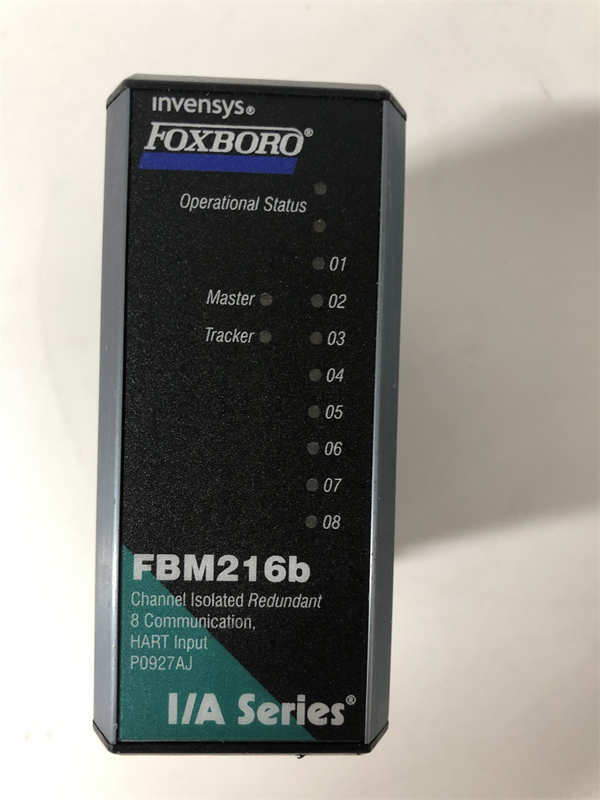 invensys®
FOXBORO®
Operational Status
01
Master 02
Tracker 03
04
05
06
07
08
FBM216b
Channel Isolated Redundant
8 Communication,
HART Input
P0927AJ
I/A Series®